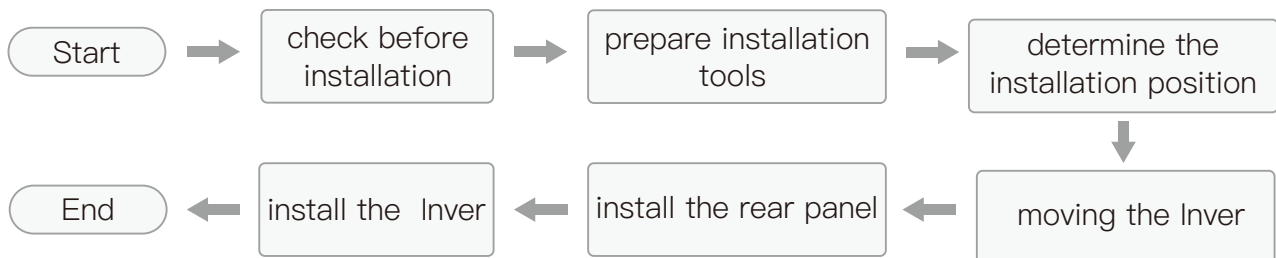 Start
check before
installation
prepare installation
tools
determine the
installation position
moving the Inver
install the rear panel
install the Inver
End